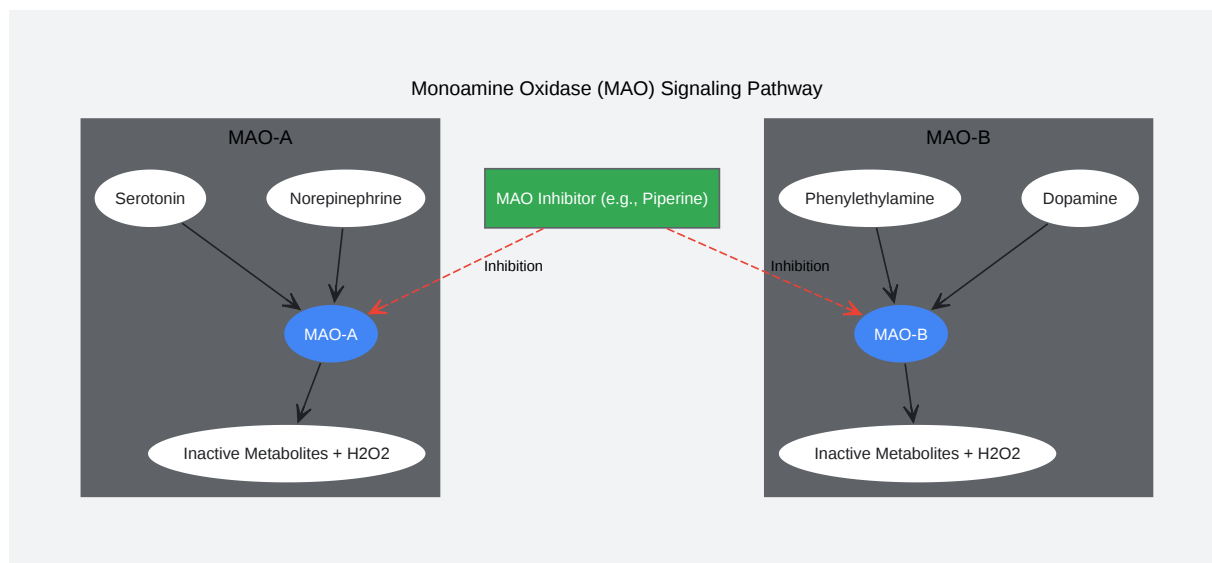 Monoamine Oxidase (MAO) Signaling Pathway
MAO-A
Serotonin
Norepinephrine
MAO-A
Inactive Metabolites + H2O2
MAO Inhibitor (e.g., Piperine)
Inhibition
Inhibition
MAO-B
Phenylethylamine
Dopamine
MAO-B
Inactive Metabolites + H2O2